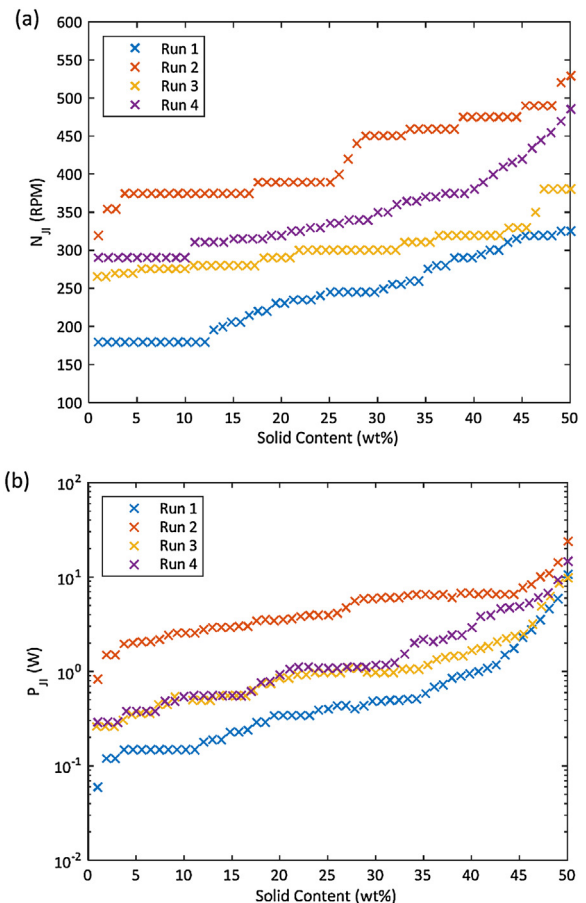 (a)
600
550
500
450
400
350
300
250
200
150
100
N_JI (RPM)
Run 1
Run 2
Run 3
Run 4
0 5 10 15 20 25 30 35 40 45 50
Solid Content (wt%)
(b)
10^2
10^1
10^0
10^-1
10^-2
P_JI (W)
Run 1
Run 2
Run 3
Run 4
0 5 10 15 20 25 30 35 40 45 50
Solid Content (wt%)